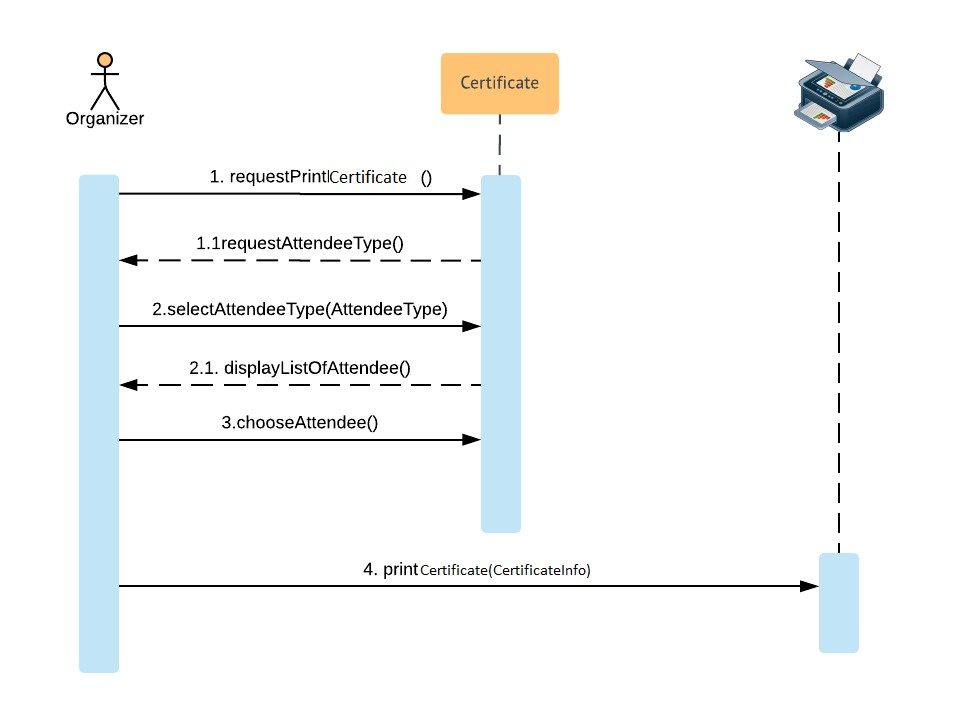 Organizer
Certificate
1. requestPrintCertificate ()
1.1requestAttendeeType()
2.selectAttendeeType(AttendeeType)
2.1. displayListOfAttendee()
3.chooseAttendee()
4. printCertificate(CertificateInfo)